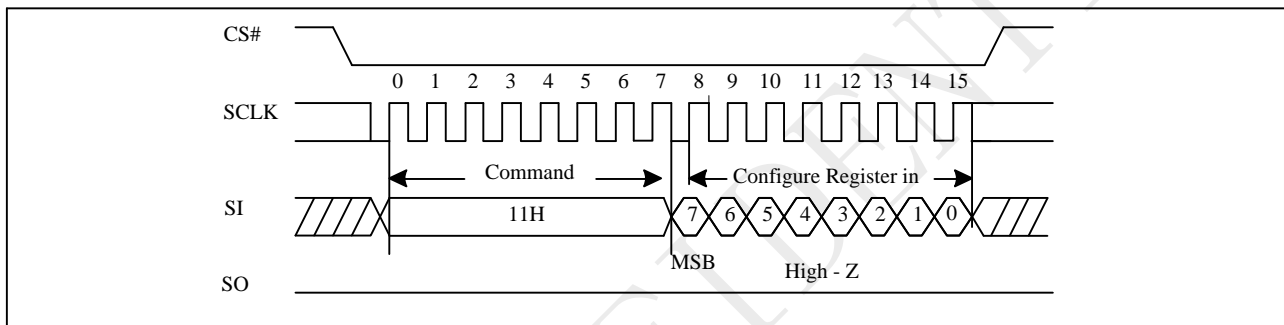 CS#
0 1 2 3 4 5 6 7 8 9 10 11 12 13 14 15
SCLK
Command Configure Register in
SI 11H 7 6 5 4 3 2 1 0
MSB High - Z
SO